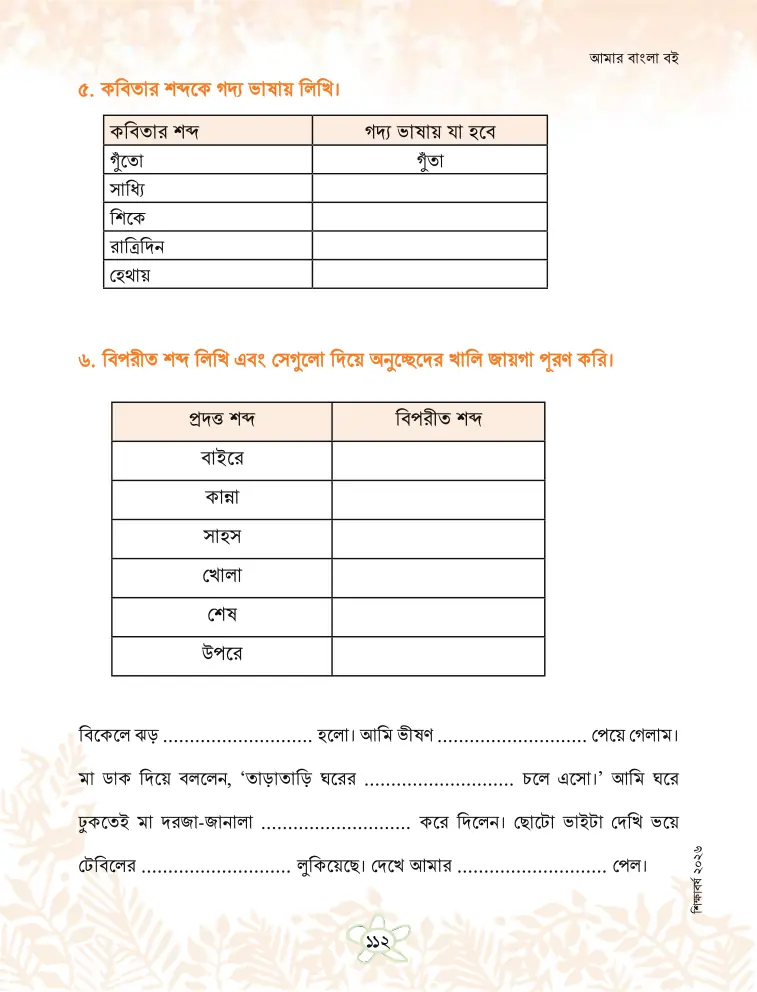 আমার বাংলা বই
৫. কবিতার শব্দকে গদ্য ভাষায় লিখি।
কবিতার শব্দ গদ্য ভাষায় যা হবে
গুঁতো গুঁতা
সাধ্যি
শিকে
রাত্রিদিন
হেথায়
৬. বিপরীত শব্দ লিখি এবং সেগুলো দিয়ে অনুচ্ছেদের খালি জায়গা পূরণ করি।
প্রদত্ত শব্দ বিপরীত শব্দ
বাইরে
কান্না
সাহস
খোলা
শেষ
উপরে
বিকেলে ঝড় ............................ হলো। আমি ভীষণ ............................ পেয়ে গেলাম।
মা ডাক দিয়ে বললেন, ‘তাড়াতাড়ি ঘরের ............................ চলে এসো।’ আমি ঘরে
ঢুকতেই মা দরজা-জানালা ............................ করে দিলেন। ছোটো ভাইটা দেখি ভয়ে
টেবিলের ............................ লুকিয়েছে। দেখে আমার ............................ পেল।
শিক্ষাবর্ষ ২০২৬
১১২